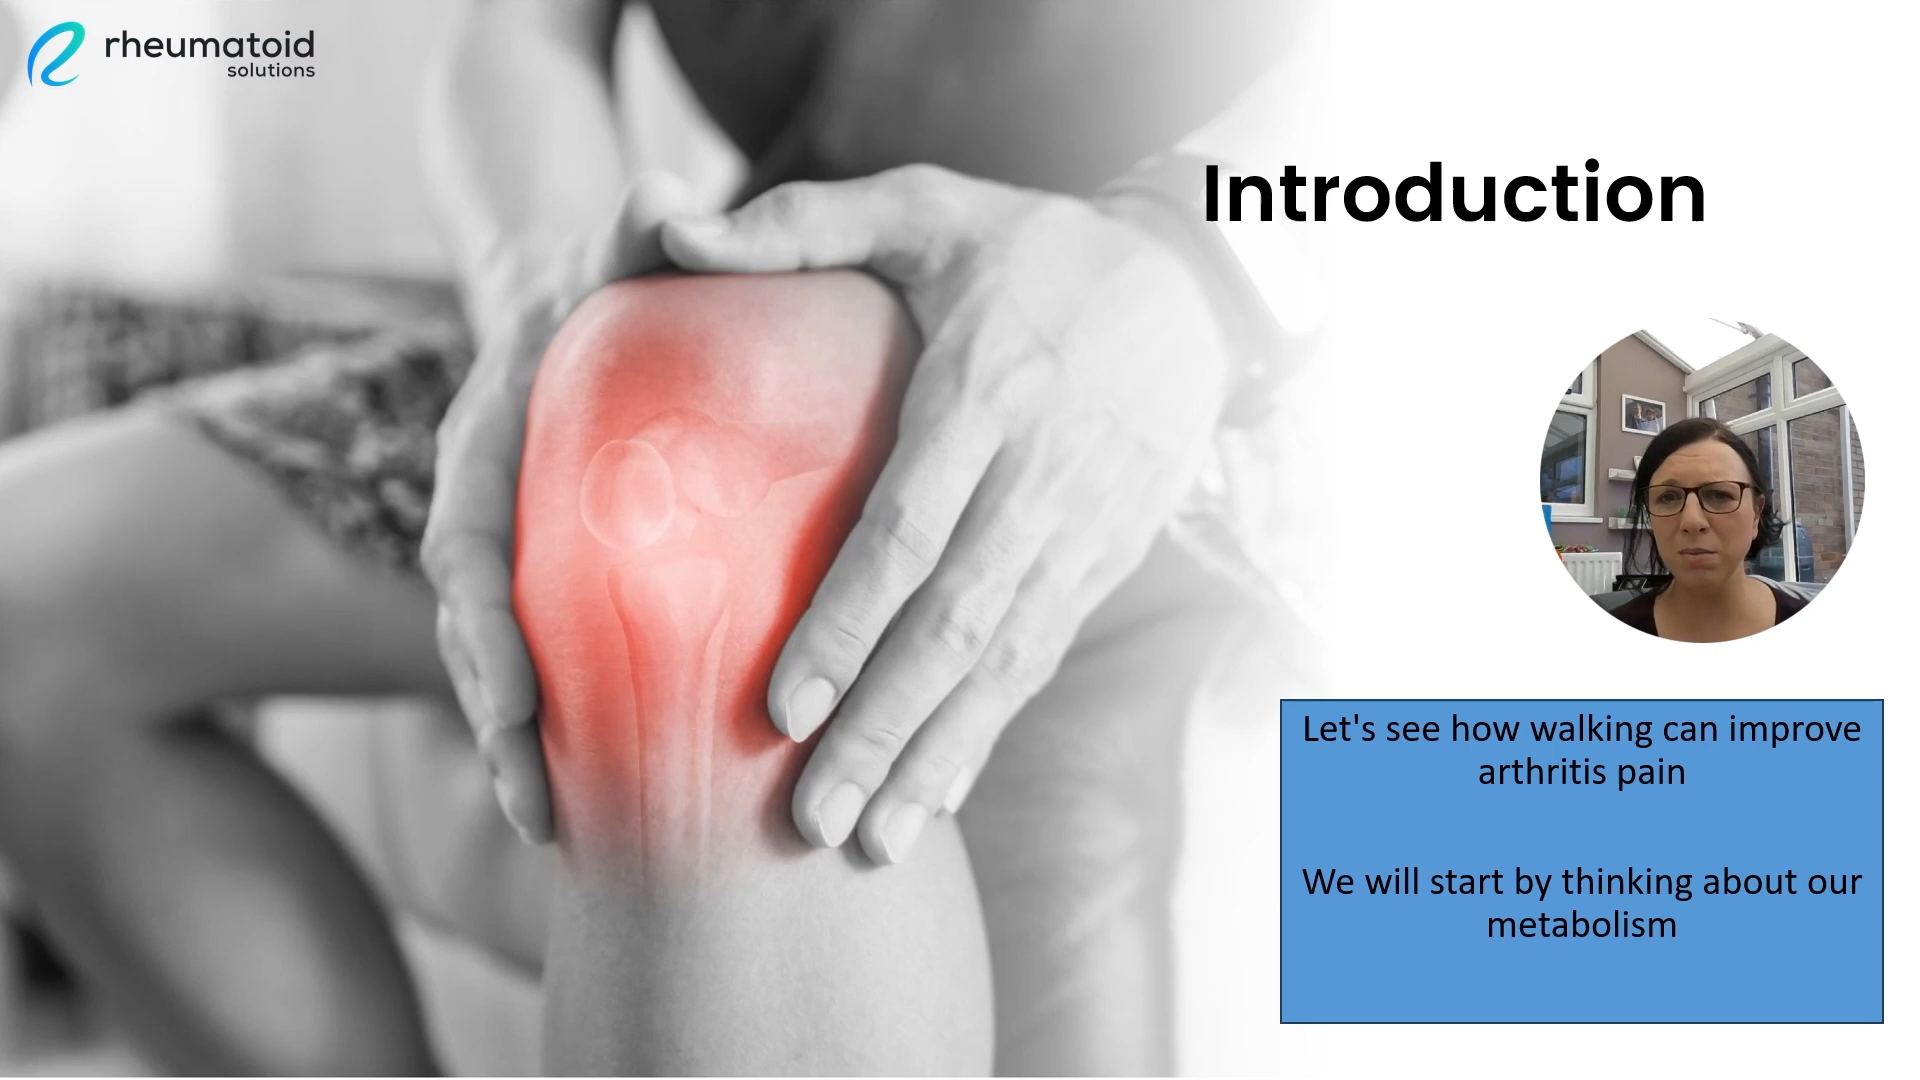 rheumatoid
solutions
Introduction
Let's see how walking can improve
arthritis pain
We will start by thinking about our
metabolism